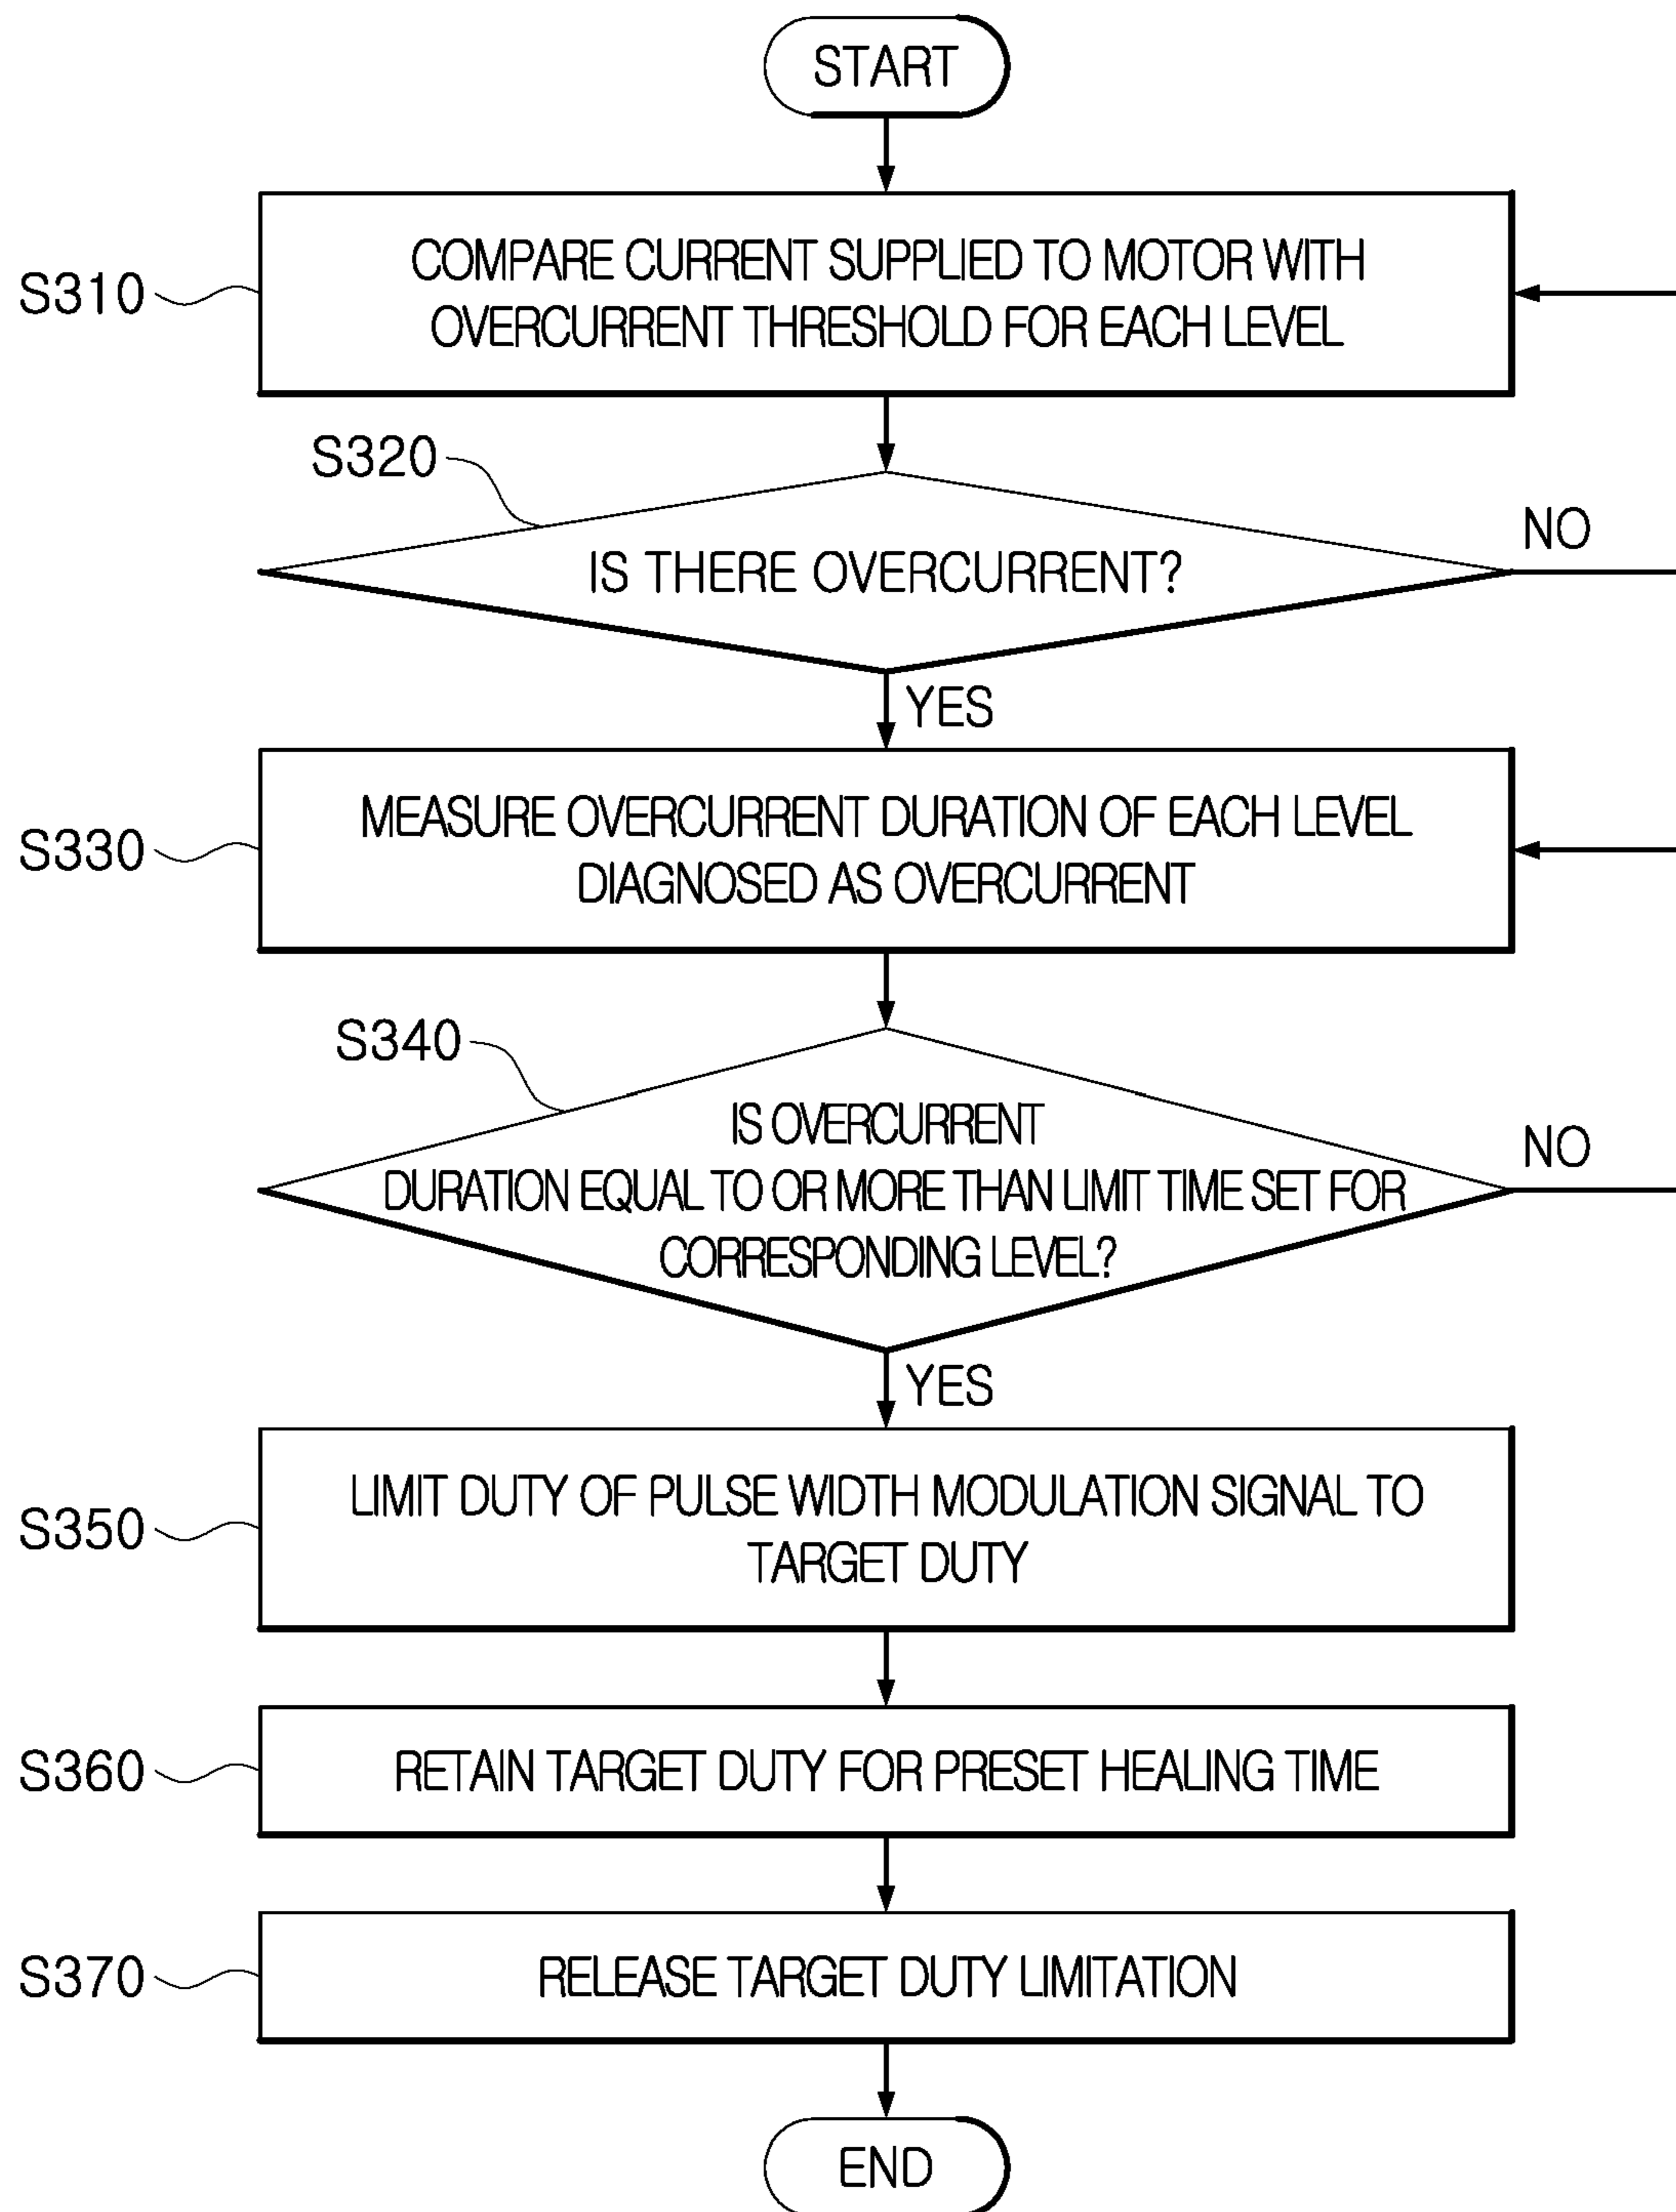 START
S310
COMPARE CURRENT SUPPLIED TO MOTOR WITH
OVERCURRENT THRESHOLD FOR EACH LEVEL
S320
IS THERE OVERCURRENT?
NO
YES
S330
MEASURE OVERCURRENT DURATION OF EACH LEVEL
DIAGNOSED AS OVERCURRENT
S340
IS OVERCURRENT
DURATION EQUAL TO OR MORE THAN LIMIT TIME SET FOR
CORRESPONDING LEVEL?
NO
YES
S350
LIMIT DUTY OF PULSE WIDTH MODULATION SIGNAL TO
TARGET DUTY
S360
RETAIN TARGET DUTY FOR PRESET HEALING TIME
S370
RELEASE TARGET DUTY LIMITATION
END